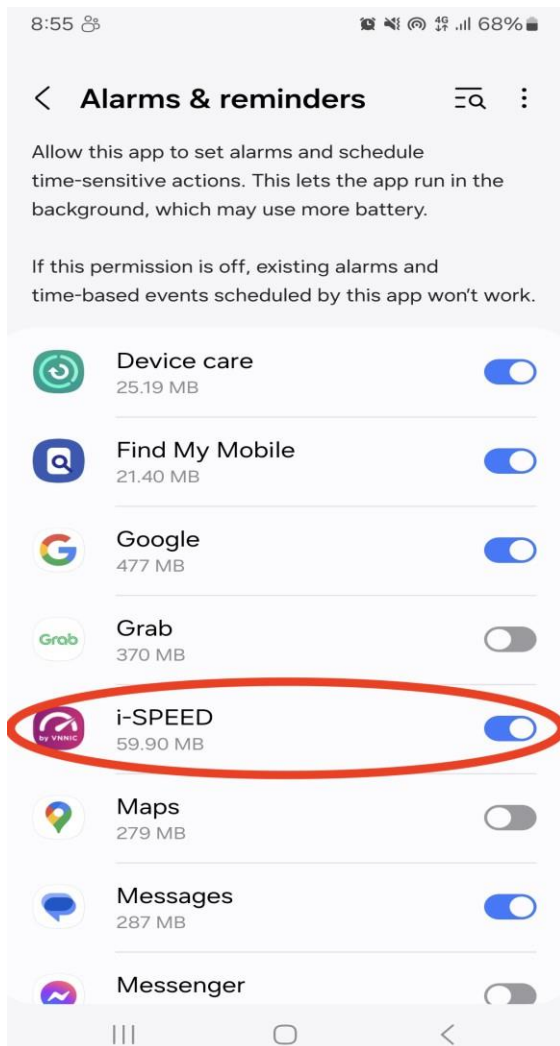 8:55 4G 68%
Alarms & reminders
Allow this app to set alarms and schedule
time-sensitive actions. This lets the app run in the
background, which may use more battery.
If this permission is off, existing alarms and
time-based events scheduled by this app won't work.
Device care
25.19 MB
Find My Mobile
21.40 MB
Google
477 MB
Grab
Grab
370 MB
i-SPEED
by VNNIC
59.90 MB
Maps
279 MB
Messages
287 MB
Messenger